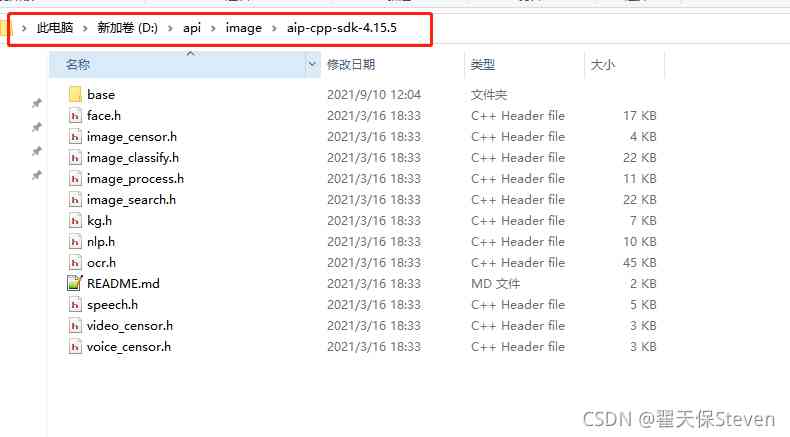 此电脑 > 新加卷 (D:) > api > image > aip-cpp-sdk-4.15.5
名称 修改日期 类型 大小
base 2021/9/10 12:04 文件夹
face.h 2021/3/16 18:33 C++ Header file 17 KB
image_censor.h 2021/3/16 18:33 C++ Header file 4 KB
image_classify.h 2021/3/16 18:33 C++ Header file 22 KB
image_process.h 2021/3/16 18:33 C++ Header file 11 KB
image_search.h 2021/3/16 18:33 C++ Header file 22 KB
kg.h 2021/3/16 18:33 C++ Header file 7 KB
nlp.h 2021/3/16 18:33 C++ Header file 10 KB
ocr.h 2021/3/16 18:33 C++ Header file 45 KB
README.md 2021/3/16 18:33 MD 文件 2 KB
speech.h 2021/3/16 18:33 C++ Header file 5 KB
video_censor.h 2021/3/16 18:33 C++ Header file 3 KB
voice_censor.h 2021/3/16 18:33 C++ Header file 3 KB
CSDN @翟天保Steven